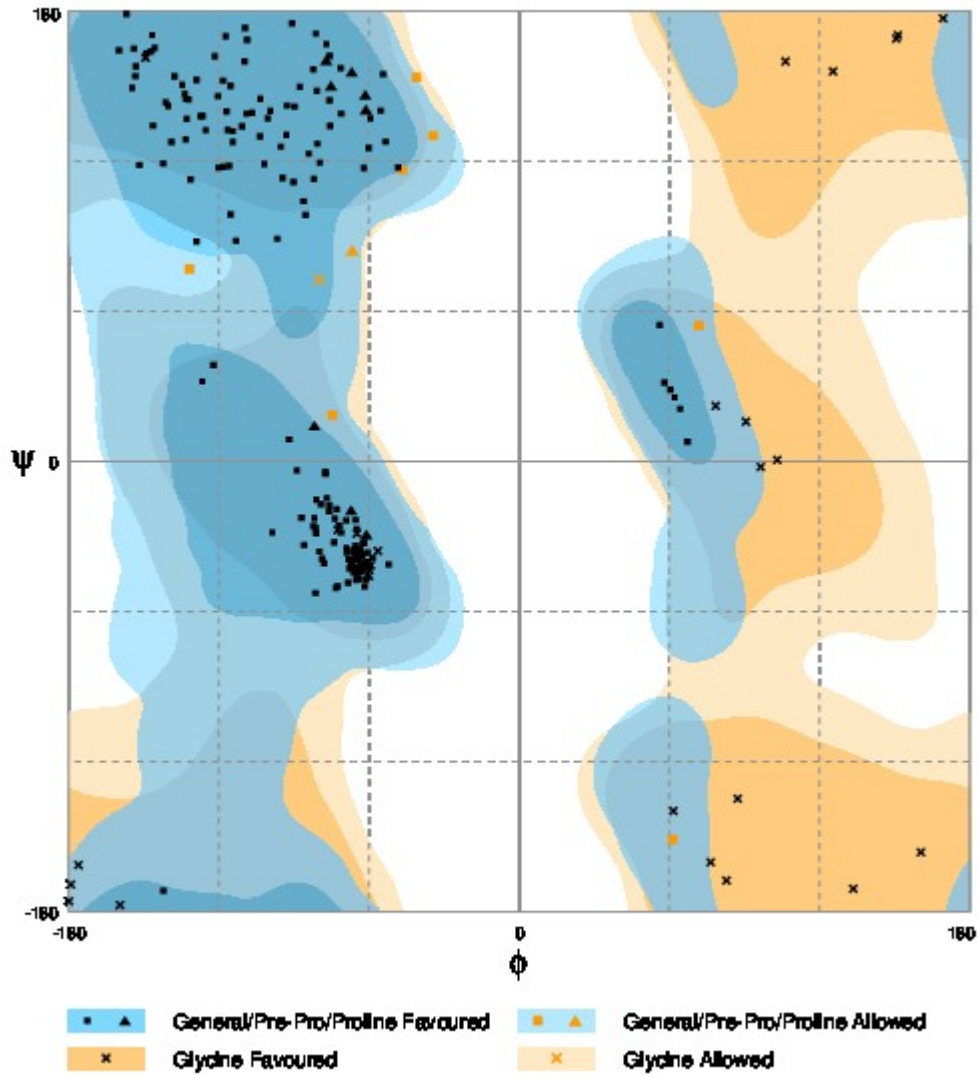 180
Ψ 0
-180
-180 0 180
ϕ
General/Pre-Pro/Proline Favoured General/Pre-Pro/Proline Allowed
Glycine Favoured Glycine Allowed